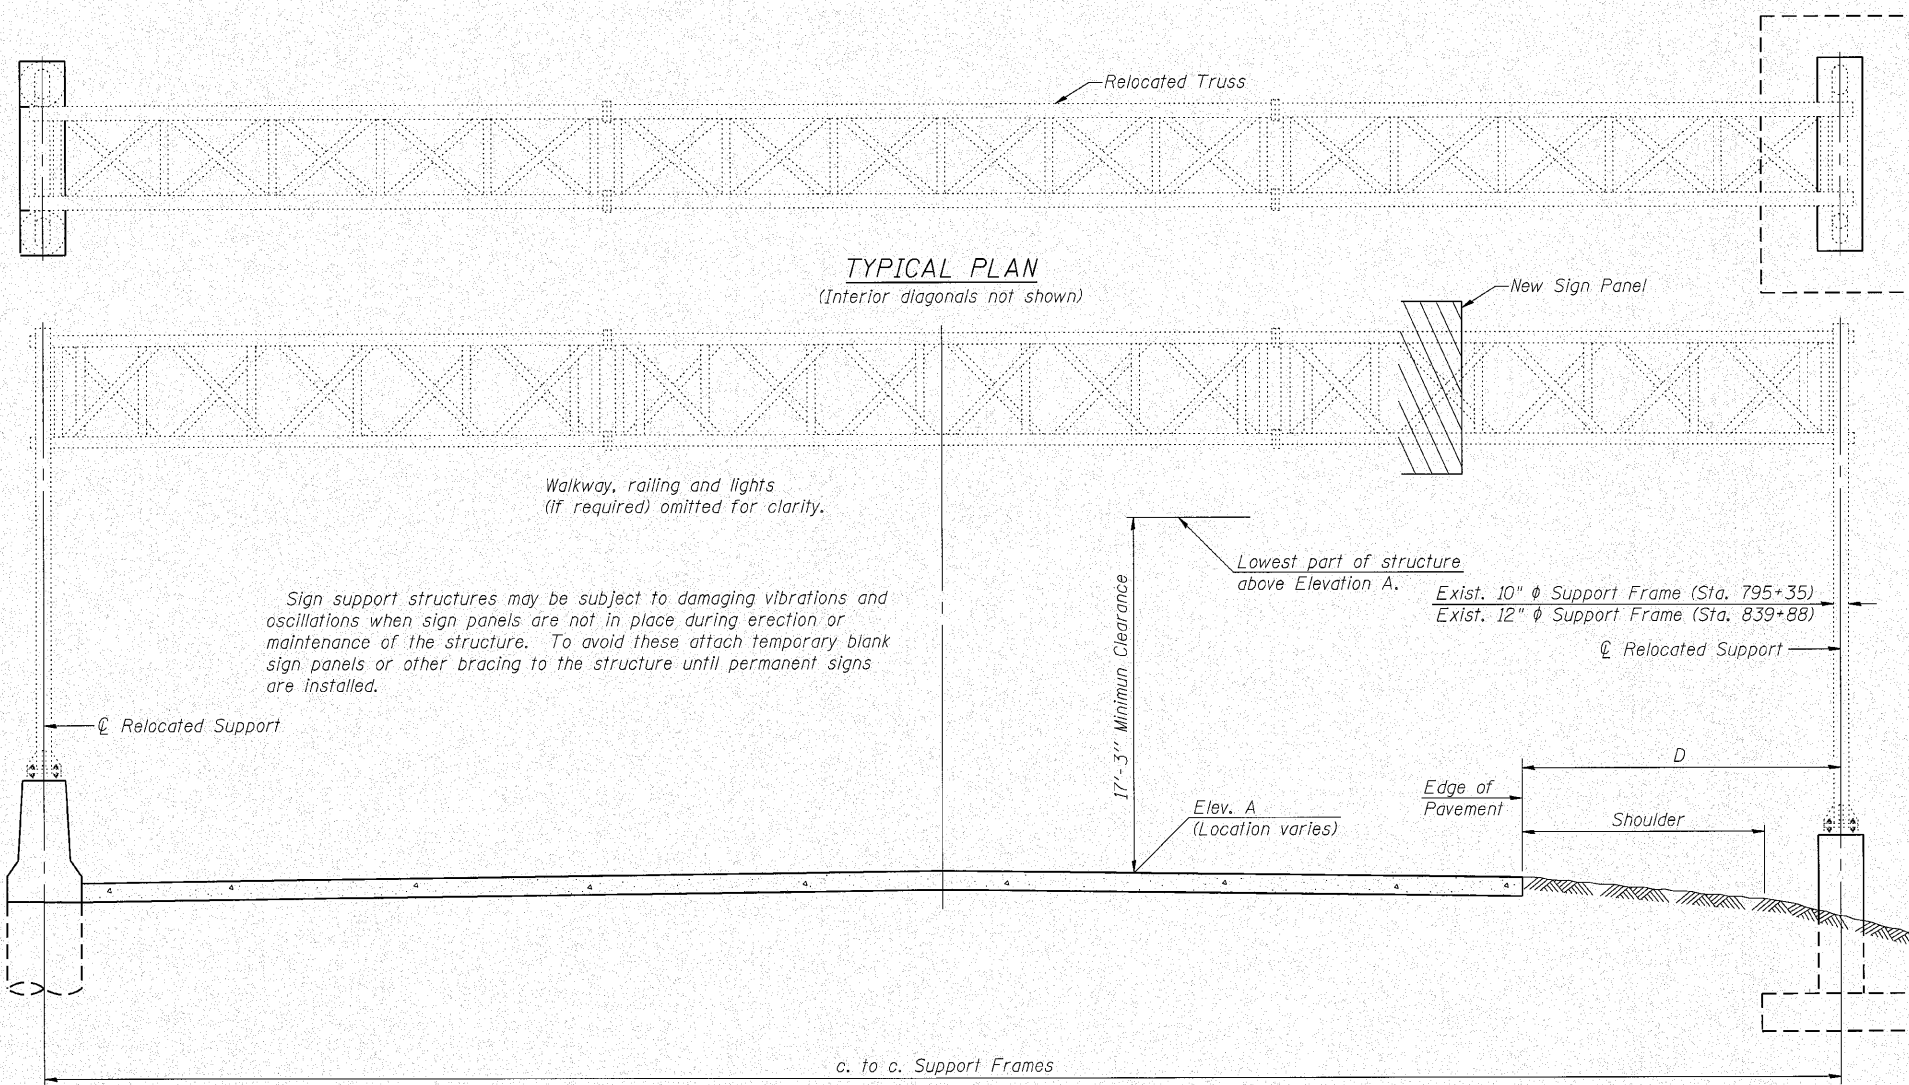 Relocated Truss
TYPICAL PLAN
(Interior diagonals not shown)
New Sign Panel
Walkway, railing and lights
(if required) omitted for clarity.
Lowest part of structure
above Elevation A.
Exist. 10" ϕ Support Frame (Sta. 795+35)
Exist. 12" ϕ Support Frame (Sta. 839+88)
Sign support structures may be subject to damaging vibrations and
oscillations when sign panels are not in place during erection or
maintenance of the structure. To avoid these attach temporary blank
sign panels or other bracing to the structure until permanent signs
are installed.
17'-3" Minimun Clearance
℄ Relocated Support
℄ Relocated Support
D
Edge of
Pavement
Elev. A
(Location varies)
Shoulder
c. to c. Support Frames